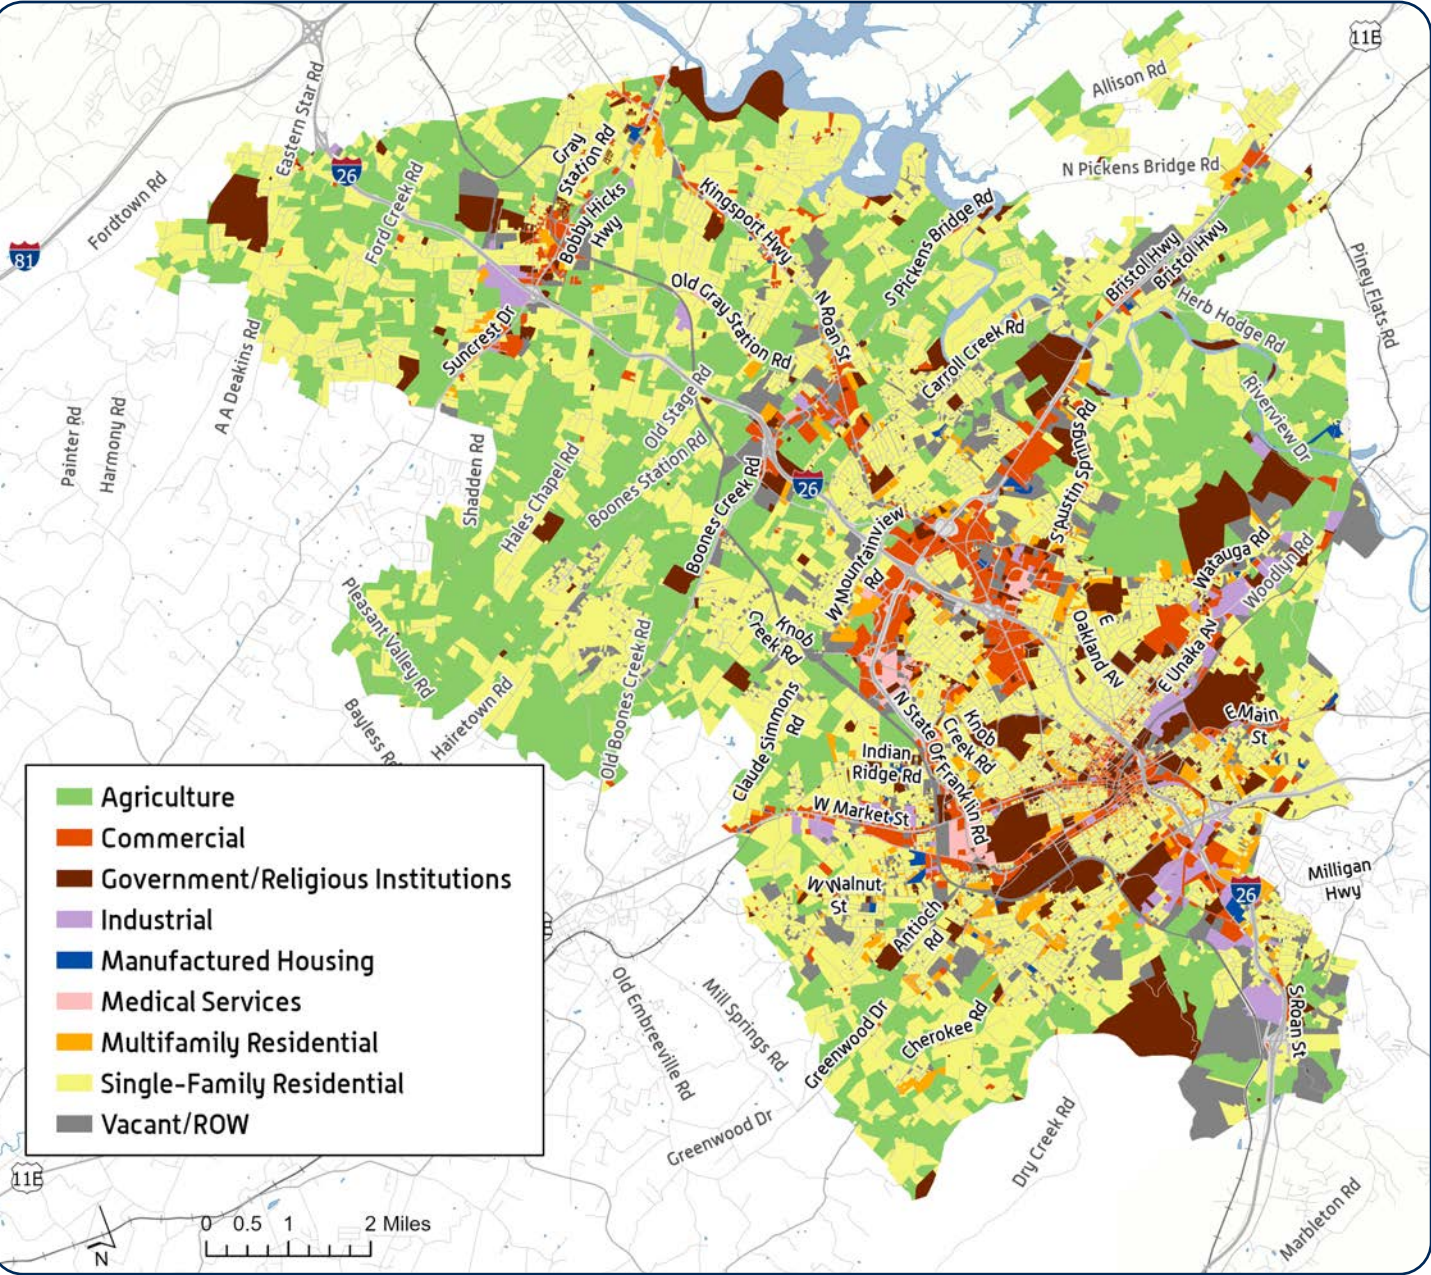 11E
Allison Rd
Eastern Star Rd
Gray
Station Rd
26
N Pickens Bridge Rd
Fordtown Rd
Ford Creek Rd
Kingsport Hwy
Bobby Hicks
Hwy
S Pickens Bridge Rd
81
Bristol Hwy
Bristol Hwy
Piney Flats Rd
Old Gray Station Rd
N Roan St
Herb Hodge Rd
Suncrest Dr
Carroll Creek Rd
A A Deakins Rd
Painter Rd
Harmony Rd
Old Stage Rd
Riverview Dr
Shadden Rd
Hales Chapel Rd
Boones Station Rd
Boones Creek Rd
26
S Austin Springs Rd
W Mountainview
Rd
Watauga Rd
Woodlyn Rd
Pleasant Valley Rd
Knob
Creek Rd
E
Oakland Av
E Unaka Av
Old Boones Creek Rd
Bayless Rd
Hairetown Rd
Claude Simmons
Rd
N State Of Franklin Rd
Knob
Creek Rd
E Main
St
Indian
Ridge Rd
W Market St
Agriculture
Commercial
Government/Religious Institutions
Industrial
Manufactured Housing
Medical Services
Multifamily Residential
Single-Family Residential
Vacant/ROW
W Walnut
St
Antioch
Rd
Milligan
Hwy
26
Old Embreeville Rd
Mill Springs Rd
Greenwood Dr
Cherokee Rd
S Roan St
Greenwood Dr
Dry Creek Rd
Marbleton Rd
11E
N
0 0.5 1 2 Miles